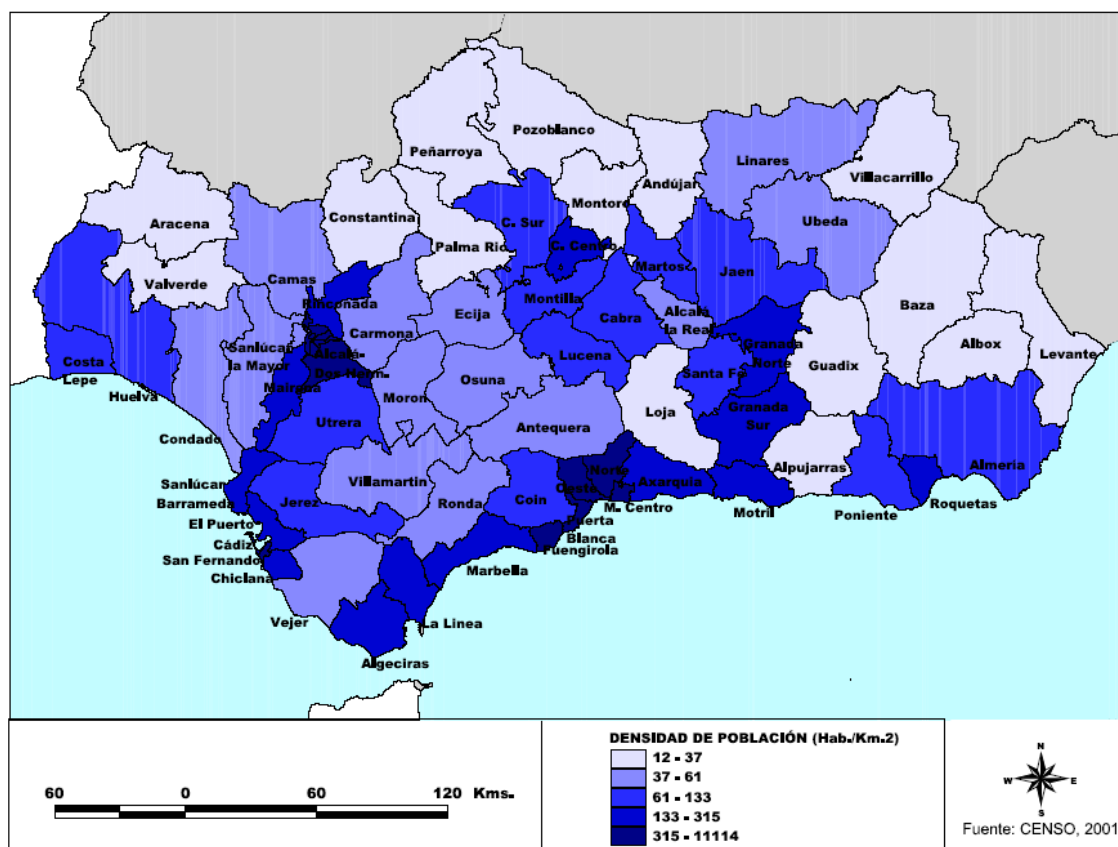 Pozoblanco
Peñarroya
Linares
Andújar
Villacarrillo
Constantina
Montoro
Aracena
C. Sur
Ubeda
Palma Rio
C. Centro
Martos
Jaen
Valverde
Camas
Rinconada
Montilla
Baza
Ecija
Cabra
Alcalá
la Real
Carmona
Granada
Norte
Albox
Levante
Sanlúcar
la Mayor
Alcalá
Costa
Lepe
Dos Herm.
Lucena
Santa Fé
Guadix
Mairena
Osuna
Huelva
Moron
Loja
Granada
Sur
Utrera
Antequera
Condado
Almeria
Alpujarras
Norte
Villamartin
Axarquía
Sanlúcar
Barrameda
Jerez
Ronda
Coin
Costa
M. Centro
Motril
Poniente
Roquetas
El Puerto
Puerta
Blanca
Cádiz
Fuengirola
San Fernando
Chiclana
Marbella
Vejer
La Linea
Algeciras
DENSIDAD DE POBLACIÓN (Hab./Km.2)
12 - 37
37 - 61
61 - 133
133 - 315
315 - 11114
60 0 60 120 Kms.
N
W E
S
Fuente: CENSO, 2001